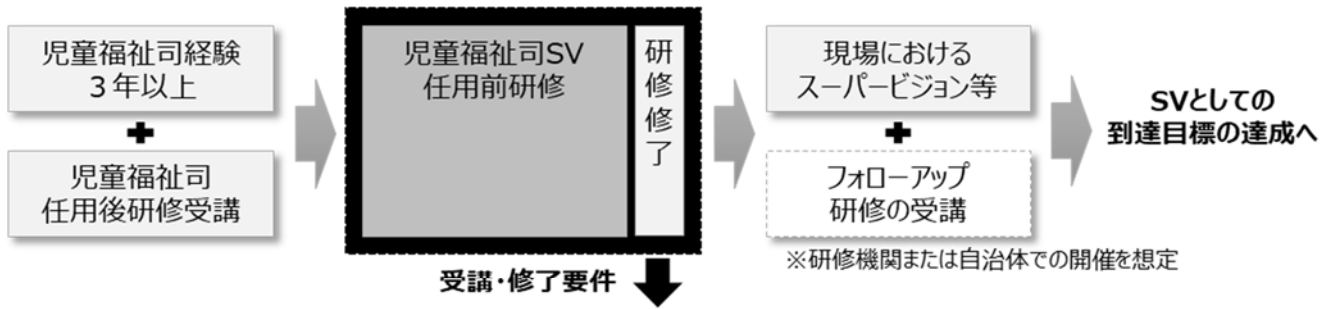 児童福祉司経験
３年以上
+
児童福祉司
任用後研修受講
児童福祉司SV
任用前研修
研修修了
受講・修了要件
現場における
スーパービジョン等
+
フォローアップ
研修の受講
※研修機関または自治体での開催を想定
SVとしての
到達目標の達成へ